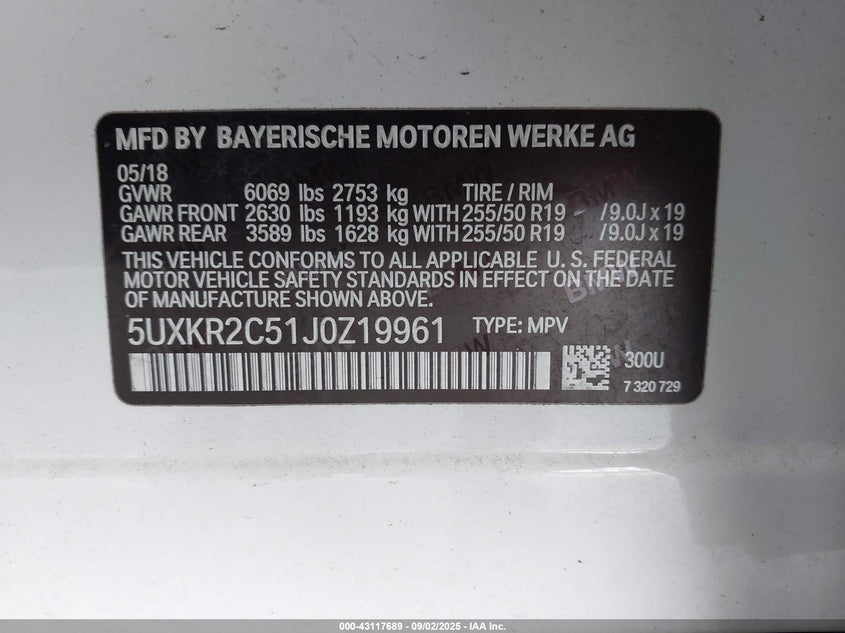 MFD BY BAYERISCHE MOTOREN WERKE AG
05/18
GVWR 6069 lbs 2753 kg TIRE / RIM
GAWR FRONT 2630 lbs 1193 kg WITH 255/50 R19 / 9.0J x 19
GAWR REAR 3589 lbs 1628 kg WITH 255/50 R19 / 9.0J x 19
THIS VEHICLE CONFORMS TO ALL APPLICABLE U. S. FEDERAL
MOTOR VEHICLE SAFETY STANDARDS IN EFFECT ON THE DATE
OF MANUFACTURE SHOWN ABOVE.
5UXKR2C51J0Z19961 TYPE: MPV
300U
7 320 729
000-43117689 - 09/02/2025 - IAA Inc.